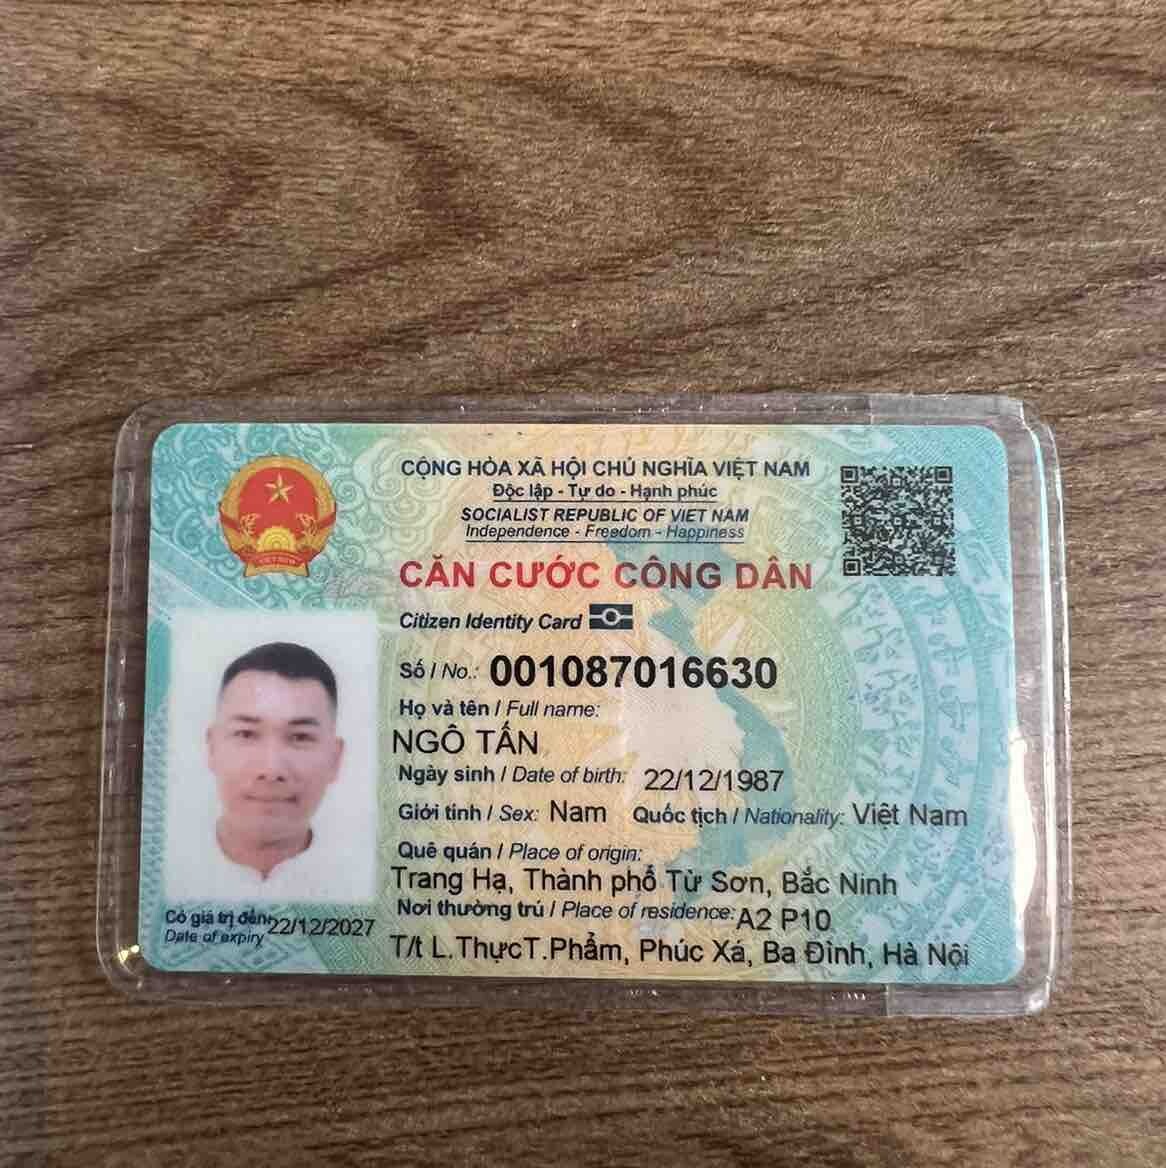 CỘNG HÒA XÃ HỘI CHỦ NGHĨA VIỆT NAM
Độc lập - Tự do - Hạnh phúc
SOCIALIST REPUBLIC OF VIET NAM
Independence - Freedom - Happiness
CĂN CƯỚC CÔNG DÂN
Citizen Identity Card
Số / No.: 001087016630
Họ và tên / Full name:
NGÔ TẤN
Ngày sinh / Date of birth: 22/12/1987
Giới tính / Sex: Nam Quốc tịch / Nationality: Việt Nam
Quê quán / Place of origin:
Trang Hạ, Thành phố Từ Sơn, Bắc Ninh
Nơi thường trú / Place of residence: A2 P10
T/t L.ThựcT.Phẩm, Phúc Xá, Ba Đình, Hà Nội
Có giá trị đến: 22/12/2027
Date of expiry